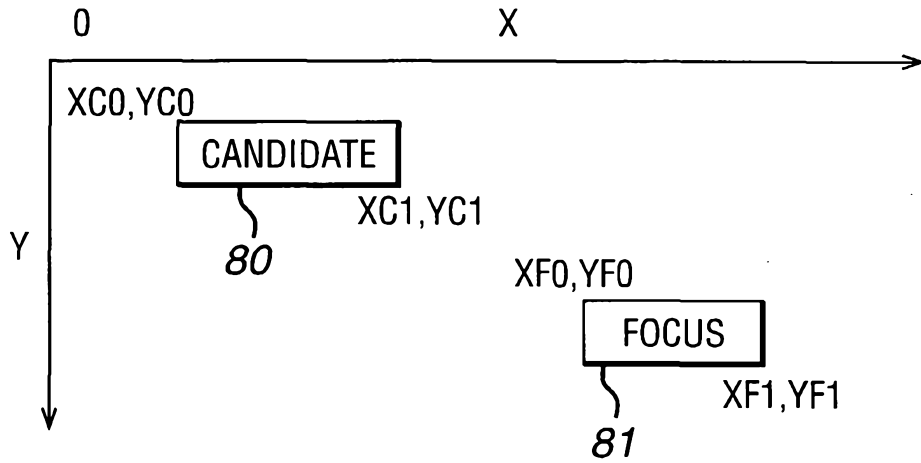 0 X
XC0,YC0
CANDIDATE
XC1,YC1
Y
80
XF0,YF0
FOCUS
XF1,YF1
81